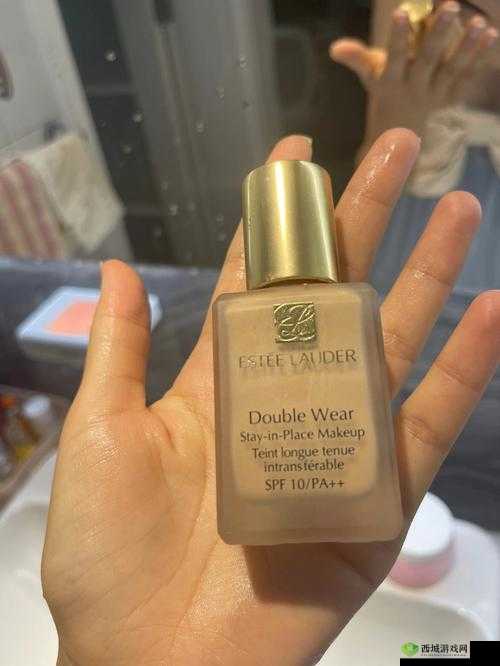 ESTEE LAUDER
Double Wear
Stay-in-Place Makeup
Teint longue tenue
intransférable
SPF 10/PA++
西城游戏网